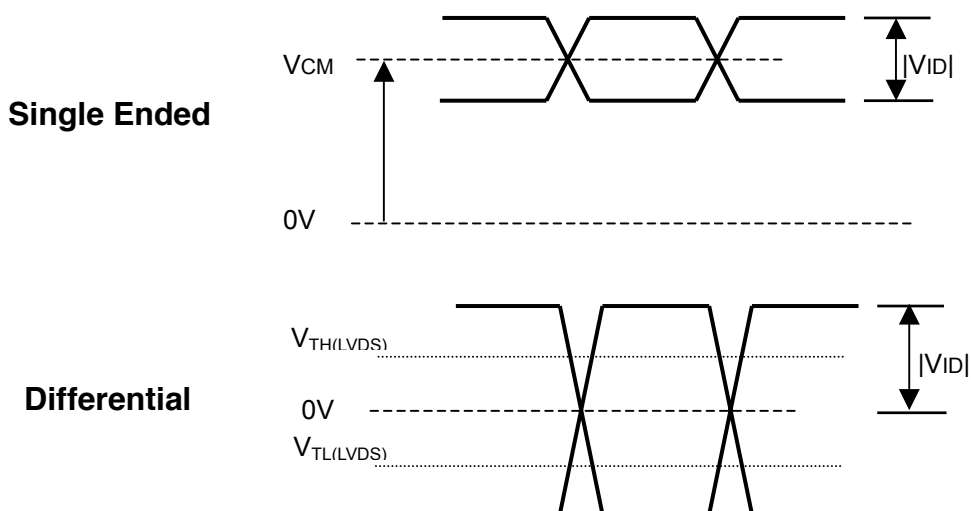 VCM
|VID|
Single Ended
0V
VTH(LVDS)
|VID|
Differential
0V
VTL(LVDS)